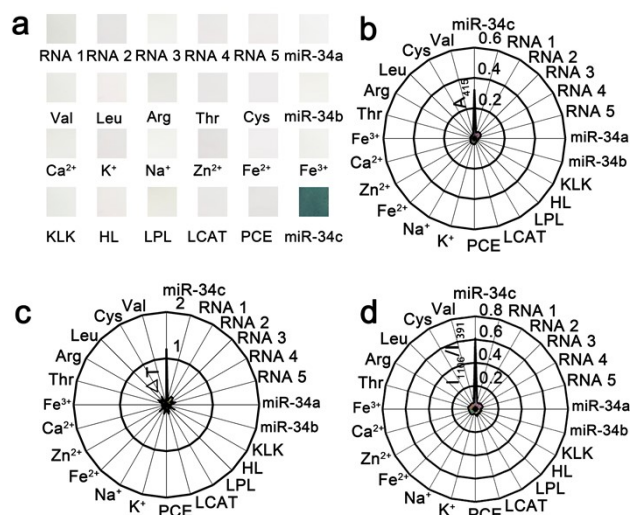 a
RNA 1 RNA 2 RNA 3 RNA 4 RNA 5 miR-34a
Val Leu Arg Thr Cys miR-34b
Ca²⁺ K⁺ Na⁺ Zn²⁺ Fe²⁺ Fe³⁺
KLK HL LPL LCAT PCE miR-34c
b
miR-34c
RNA 1
RNA 2
RNA 3
RNA 4
RNA 5
miR-34a
miR-34b
KLK
HL
LPL
LCAT
PCE
K⁺
Na⁺
Fe²⁺
Zn²⁺
Ca²⁺
Fe³⁺
Thr
Arg
Leu
Cys
Val
0.6
0.4
0.2
A₄₁₅
c
miR-34c
RNA 1
RNA 2
RNA 3
RNA 4
RNA 5
miR-34a
miR-34b
KLK
HL
LPL
LCAT
PCE
K⁺
Na⁺
Fe²⁺
Zn²⁺
Ca²⁺
Fe³⁺
Thr
Arg
Leu
Cys
Val
2
1
ΔT
d
miR-34c
RNA 1
RNA 2
RNA 3
RNA 4
RNA 5
miR-34a
miR-34b
KLK
HL
LPL
LCAT
PCE
K⁺
Na⁺
Fe²⁺
Zn²⁺
Ca²⁺
Fe³⁺
Thr
Arg
Leu
Cys
Val
0.8
0.6
0.4
0.2